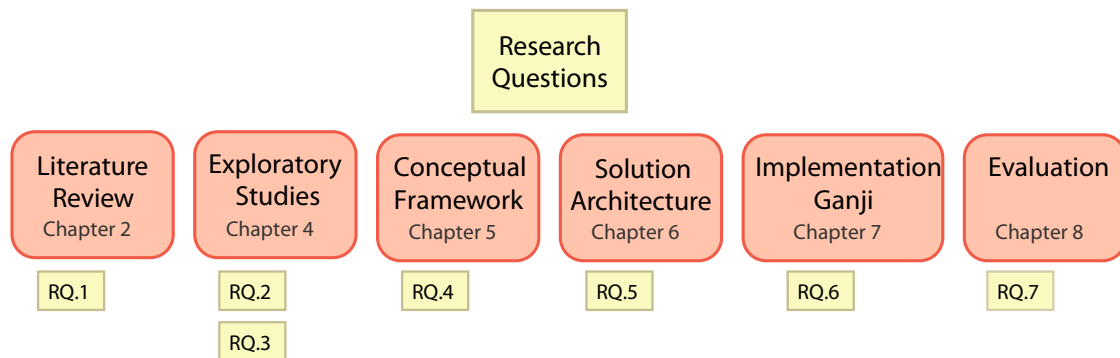 Research
Questions
Literature
Review
Chapter 2
Exploratory
Studies
Chapter 4
Conceptual
Framework
Chapter 5
Solution
Architecture
Chapter 6
Implementation
Ganji
Chapter 7
Evaluation
Chapter 8
RQ.1
RQ.2
RQ.4
RQ.5
RQ.6
RQ.7
RQ.3